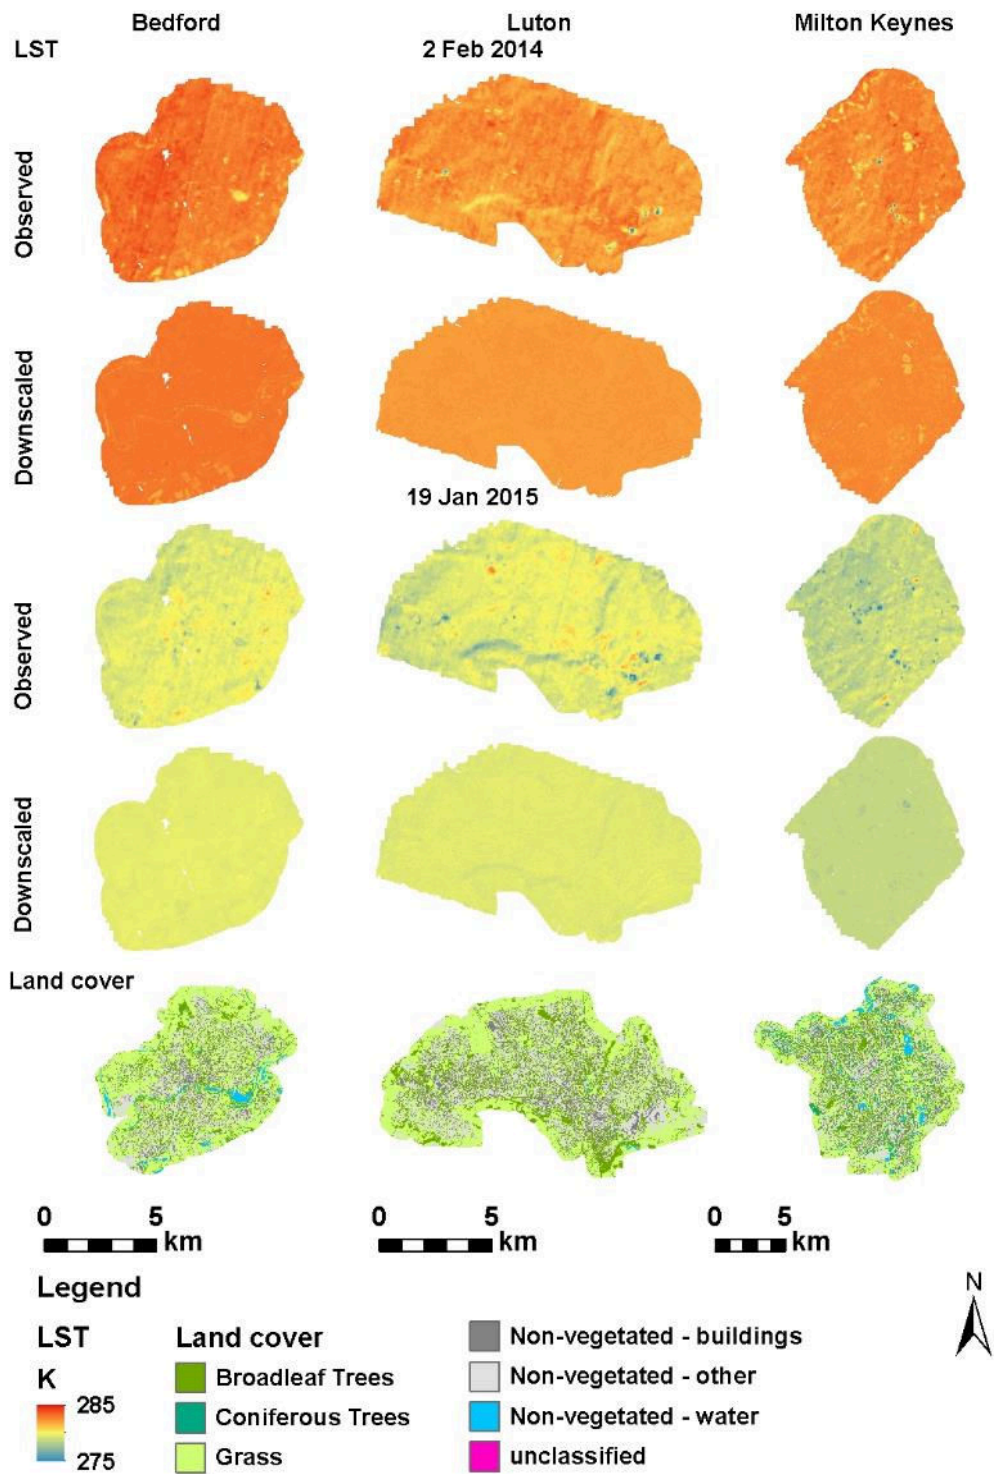 Bedford Luton Milton Keynes
LST 2 Feb 2014
Observed
Downscaled
19 Jan 2015
Observed
Downscaled
Land cover
0 5 km 0 5 km 0 5 km
Legend
N
LST Land cover
K
285
275
Broadleaf Trees
Coniferous Trees
Grass
Non-vegetated - buildings
Non-vegetated - other
Non-vegetated - water
unclassified